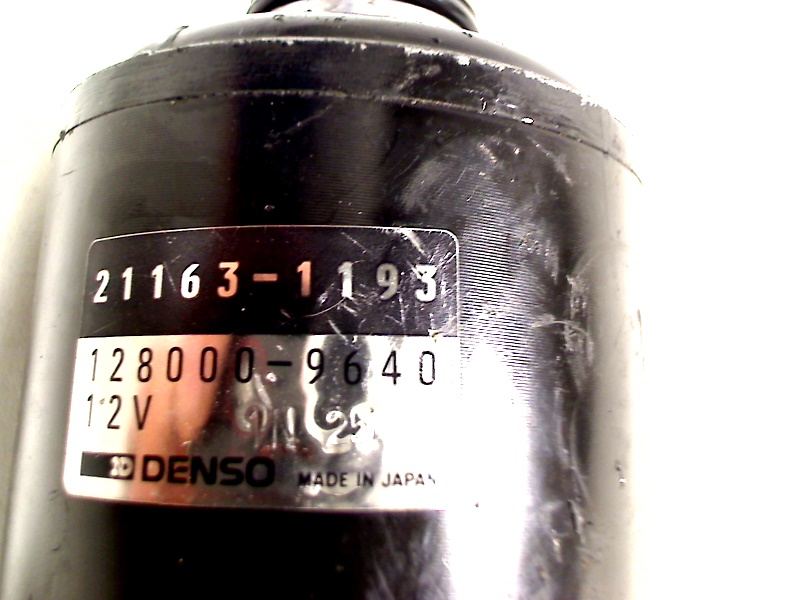 21163-1193
128000-9640
12V
DENSO MADE IN JAPAN